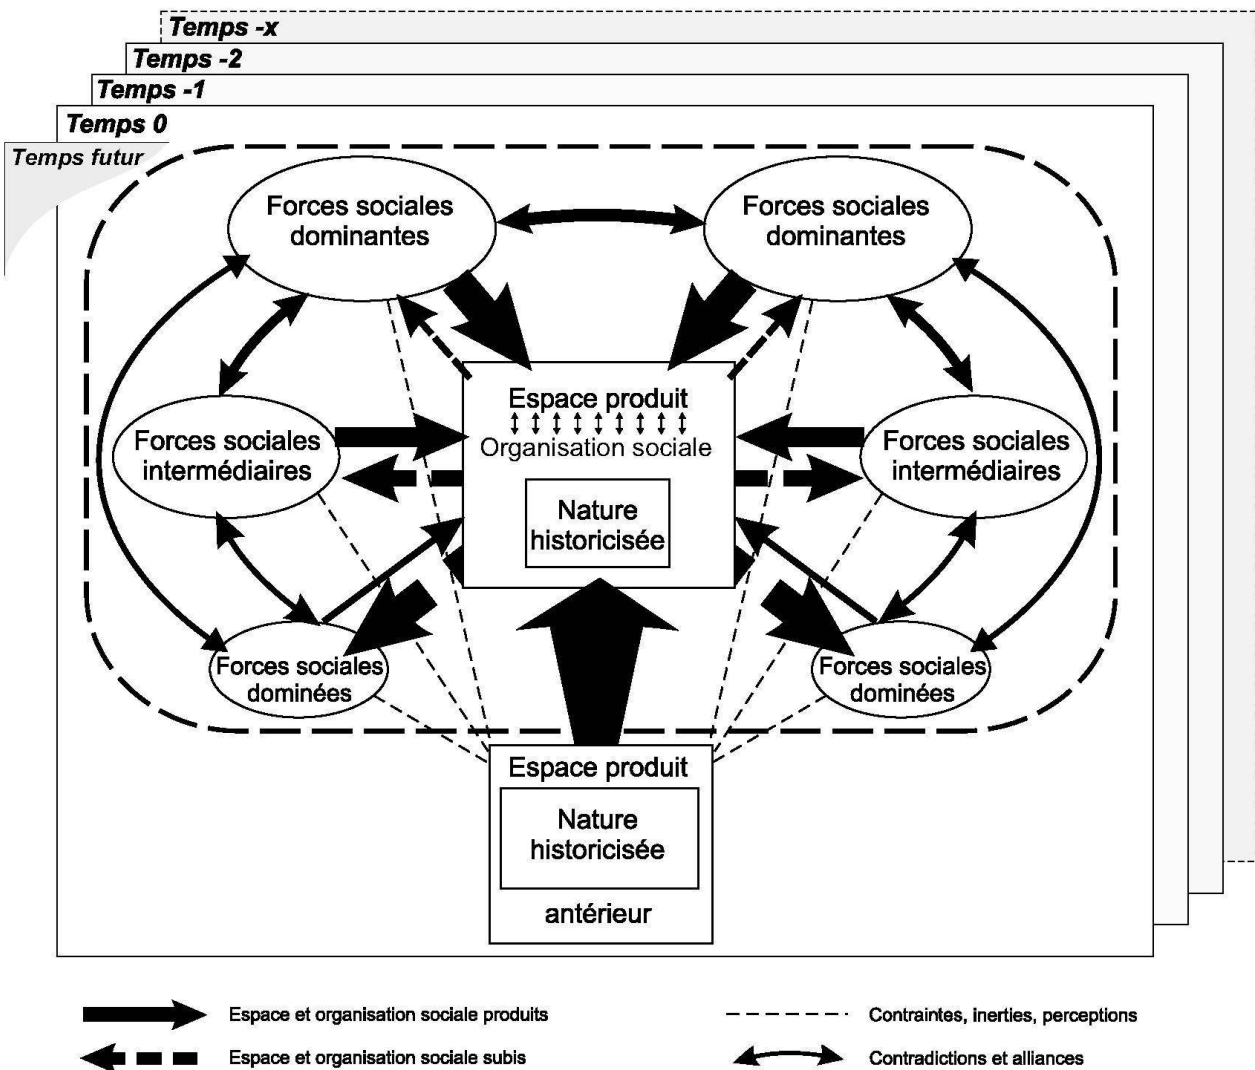 Temps -x
Temps -2
Temps -1
Temps 0
Temps futur
Forces sociales
dominantes
Forces sociales
dominantes
Espace produit
Organisation sociale
Forces sociales
intermédiaires
Forces sociales
intermédiaires
Nature
historicisée
Forces sociales
dominées
Forces sociales
dominées
Espace produit
Nature
historicisée
antérieur
Espace et organisation sociale produits
Contraintes, inerties, perceptions
Espace et organisation sociale subis
Contradictions et alliances